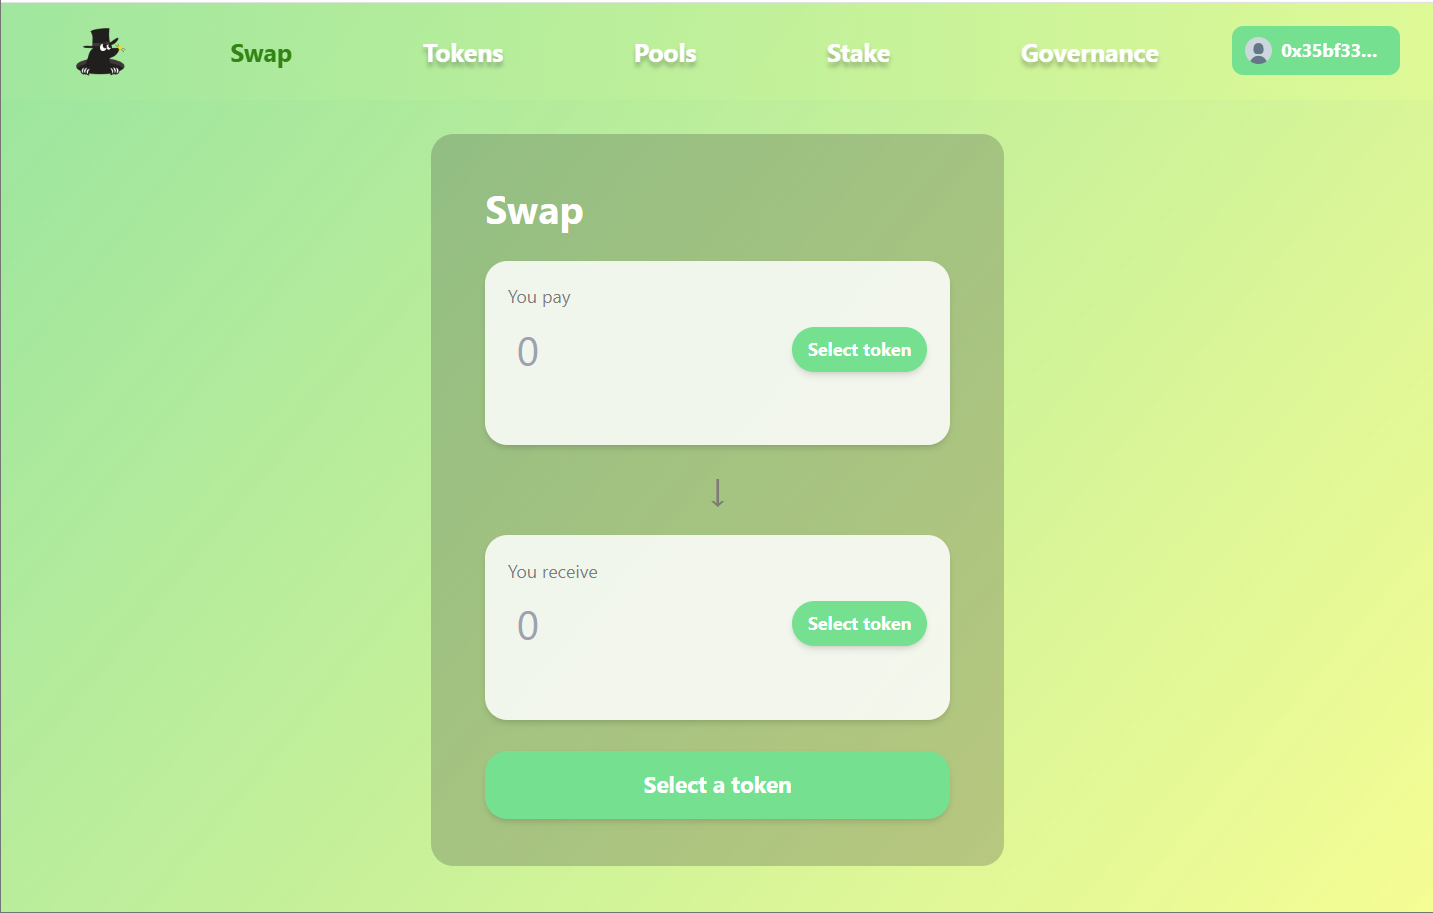 Swap
Tokens
Pools
Stake
Governance
0x35bf33...
Swap
You pay
0
Select token
↓
You receive
0
Select token
Select a token